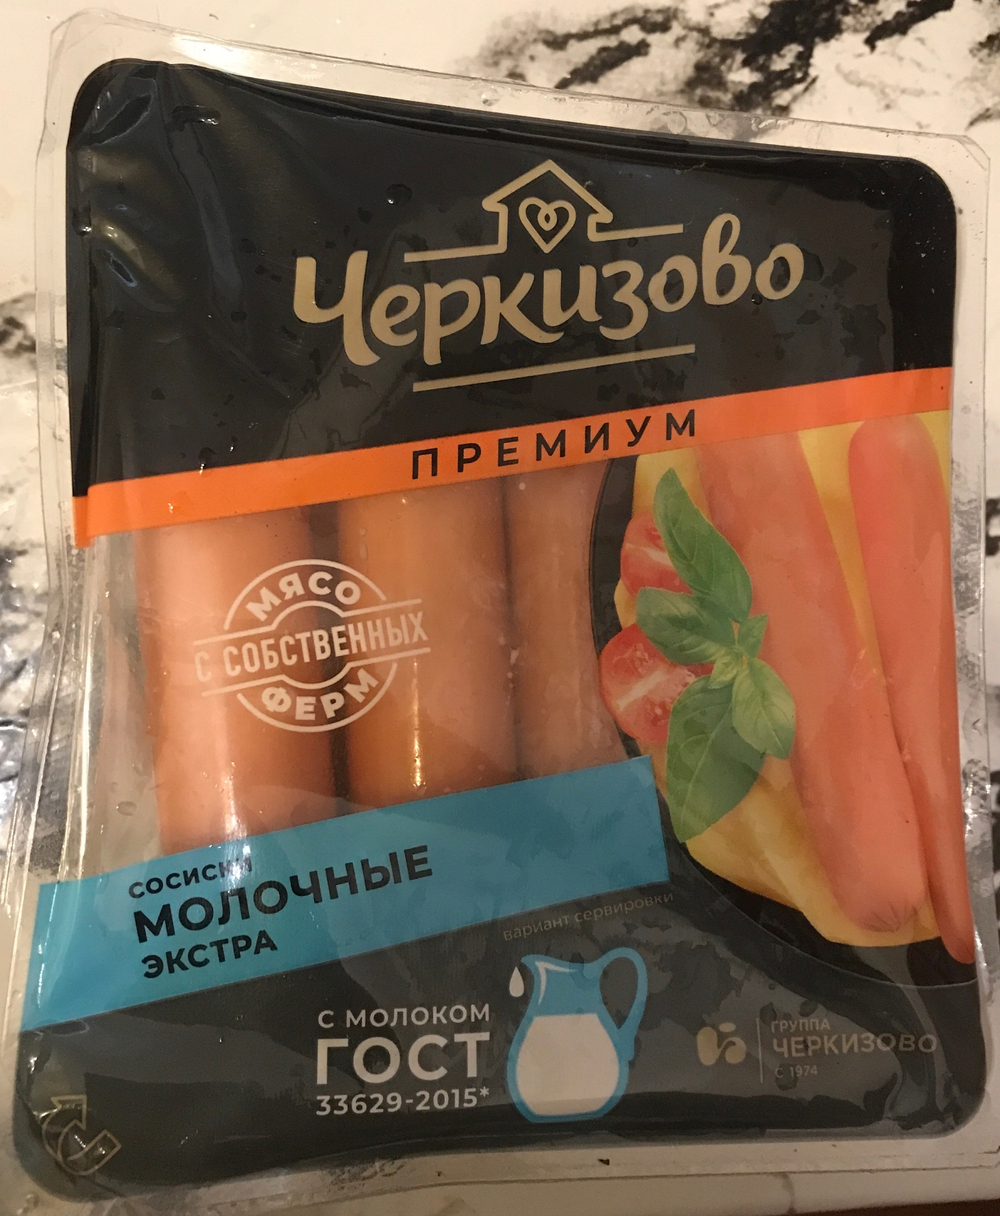 Черкизово
ПРЕМИУМ
МЯСО
С СОБСТВЕННЫХ
ФЕРМ
СОСИСКИ
МОЛОЧНЫЕ
ЭКСТРА
вариант сервировки
С МОЛОКОМ
ГОСТ
33629-2015*
ГРУППА
ЧЕРКИЗОВО
С 1974